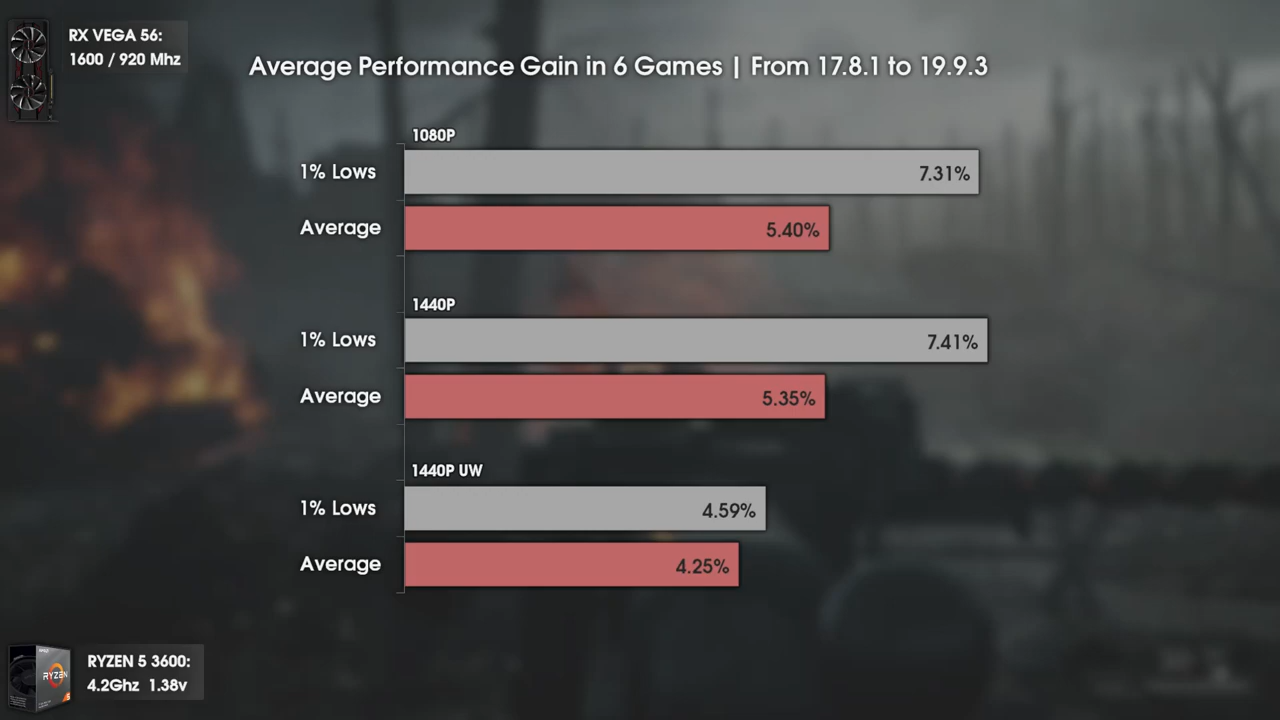 RX VEGA 56:
1600 / 920 Mhz
Average Performance Gain in 6 Games | From 17.8.1 to 19.9.3
1080P
1% Lows 7.31%
Average 5.40%
1440P
1% Lows 7.41%
Average 5.35%
1440P UW
1% Lows 4.59%
Average 4.25%
RYZEN
RYZEN 5 3600:
4.2Ghz 1.38v